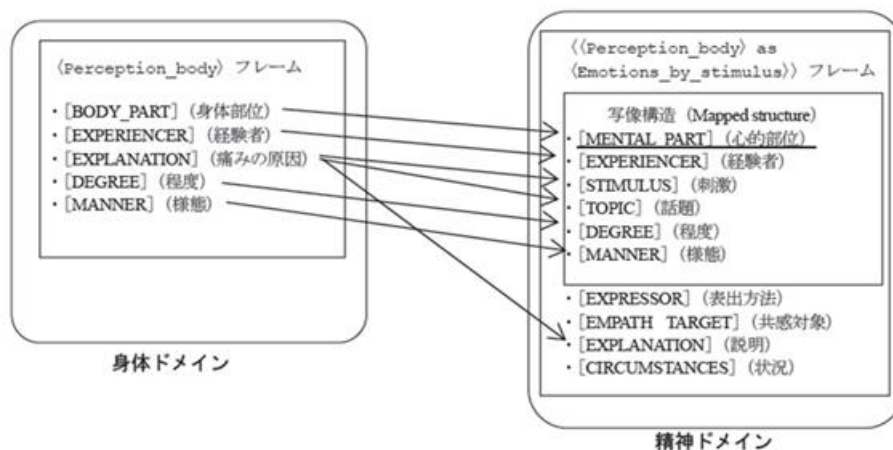 〈Perception_body〉フレーム
・[BODY_PART]（身体部位）
・[EXPERIENCER]（経験者）
・[EXPLANATION]（痛みの原因）
・[DEGREE]（程度）
・[MANNER]（様態）
身体ドメイン
〈〈Perception_body〉as
〈Emotions_by_stimulus〉〉フレーム
写像構造（Mapped structure）
・[MENTAL PART]（心的部位）
・[EXPERIENCER]（経験者）
・[STIMULUS]（刺激）
・[TOPIC]（話題）
・[DEGREE]（程度）
・[MANNER]（様態）
・[EXPRESSOR]（表出方法）
・[EMPATH TARGET]（共感対象）
・[EXPLANATION]（説明）
・[CIRCUMSTANCES]（状況）
精神ドメイン